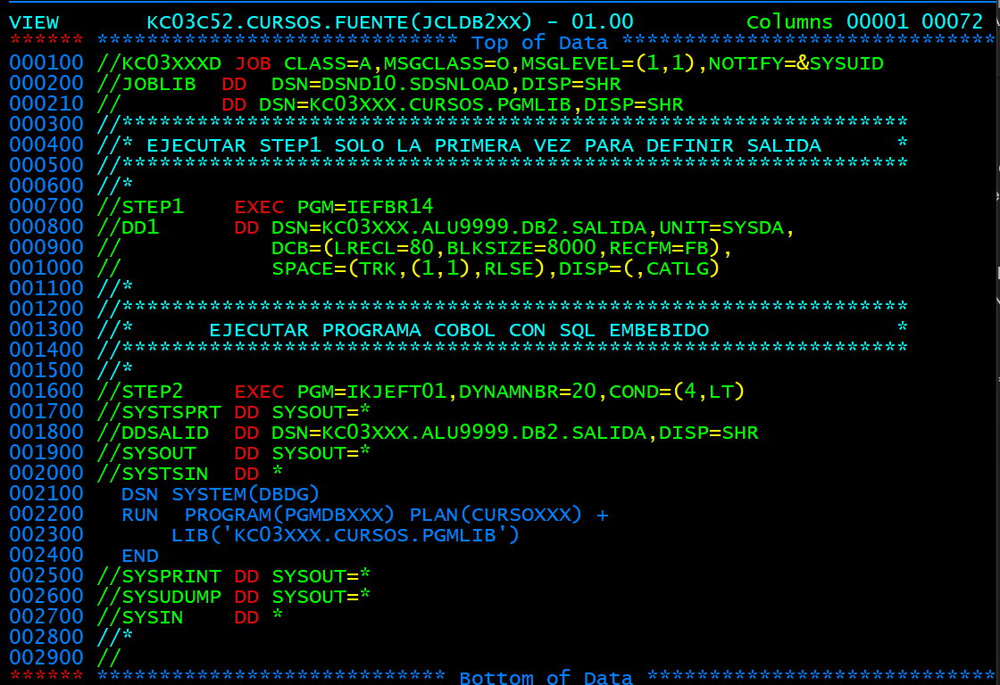 VIEW       KC03C52.CURSOS.FUENTE(JCLDB2XX) - 01.00         Columns 00001 00072
****** ***************************** Top of Data ******************************
000100 //KC03XXXD JOB CLASS=A,MSGCLASS=O,MSGLEVEL=(1,1),NOTIFY=&SYSUID
000200 //JOBLIB  DD  DSN=DSND10.SDSNLOAD,DISP=SHR
000210 //        DD DSN=KC03XXX.CURSOS.PGMLIB,DISP=SHR
000300 //***************************************************************
000400 //* EJECUTAR STEP1 SOLO LA PRIMERA VEZ PARA DEFINIR SALIDA      *
000500 //***************************************************************
000600 //*
000700 //STEP1    EXEC PGM=IEFBR14
000800 //DD1      DD DSN=KC03XXX.ALU9999.DB2.SALIDA,UNIT=SYSDA,
000900 //            DCB=(LRECL=80,BLKSIZE=8000,RECFM=FB),
001000 //            SPACE=(TRK,(1,1),RLSE),DISP=(,CATLG)
001100 //*
001200 //***************************************************************
001300 //*      EJECUTAR PROGRAMA COBOL CON SQL EMBEBIDO               *
001400 //***************************************************************
001500 //*
001600 //STEP2    EXEC PGM=IKJEFT01,DYNAMNBR=20,COND=(4,LT)
001700 //SYSTSPRT DD SYSOUT=*
001800 //DDSALID  DD DSN=KC03XXX.ALU9999.DB2.SALIDA,DISP=SHR
001900 //SYSOUT   DD SYSOUT=*
002000 //SYSTSIN  DD *
002100   DSN SYSTEM(DBDG)
002200   RUN  PROGRAM(PGMDBXXX) PLAN(CURSOXXX) +
002300       LIB('KC03XXX.CURSOS.PGMLIB')
002400   END
002500 //SYSPRINT DD SYSOUT=*
002600 //SYSUDUMP DD SYSOUT=*
002700 //SYSIN    DD *
002800 //*
002900 //
****** **************************** Bottom of Data ****************************